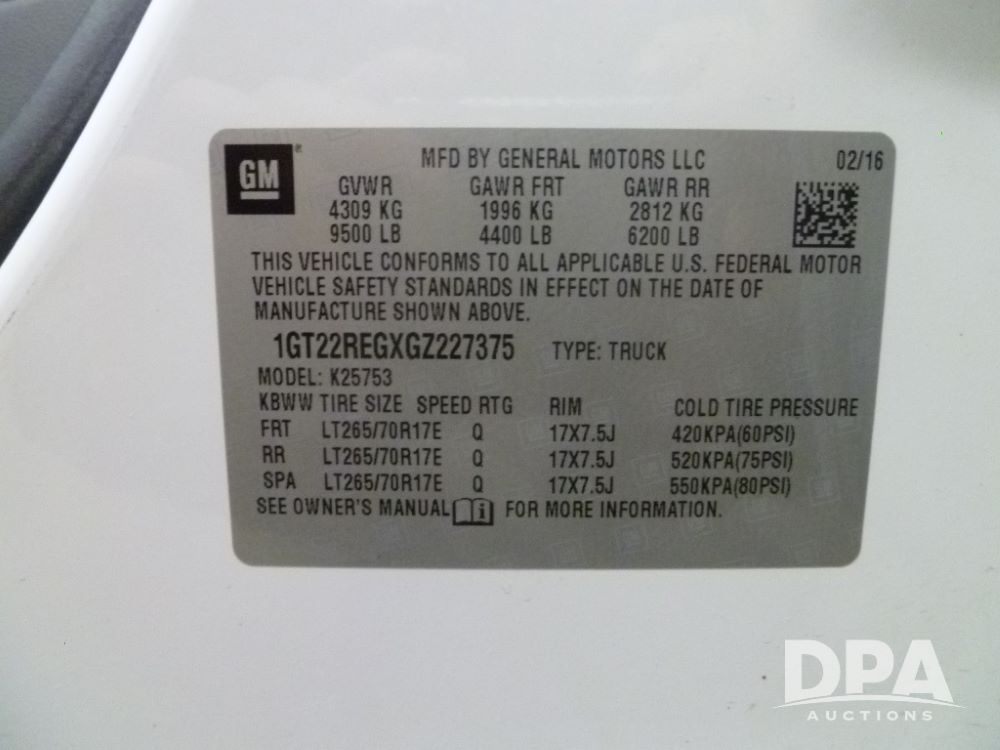 GM
MFD BY GENERAL MOTORS LLC 02/16
GVWR GAWR FRT GAWR RR
4309 KG 1996 KG 2812 KG
9500 LB 4400 LB 6200 LB
THIS VEHICLE CONFORMS TO ALL APPLICABLE U.S. FEDERAL MOTOR
VEHICLE SAFETY STANDARDS IN EFFECT ON THE DATE OF
MANUFACTURE SHOWN ABOVE.
1GT22REGXGZ227375 TYPE: TRUCK
MODEL: K25753
KBWW TIRE SIZE SPEED RTG RIM COLD TIRE PRESSURE
FRT LT265/70R17E Q 17X7.5J 420KPA(60PSI)
RR LT265/70R17E Q 17X7.5J 520KPA(75PSI)
SPA LT265/70R17E Q 17X7.5J 550KPA(80PSI)
SEE OWNER'S MANUAL i FOR MORE INFORMATION.
DPA
AUCTIONS